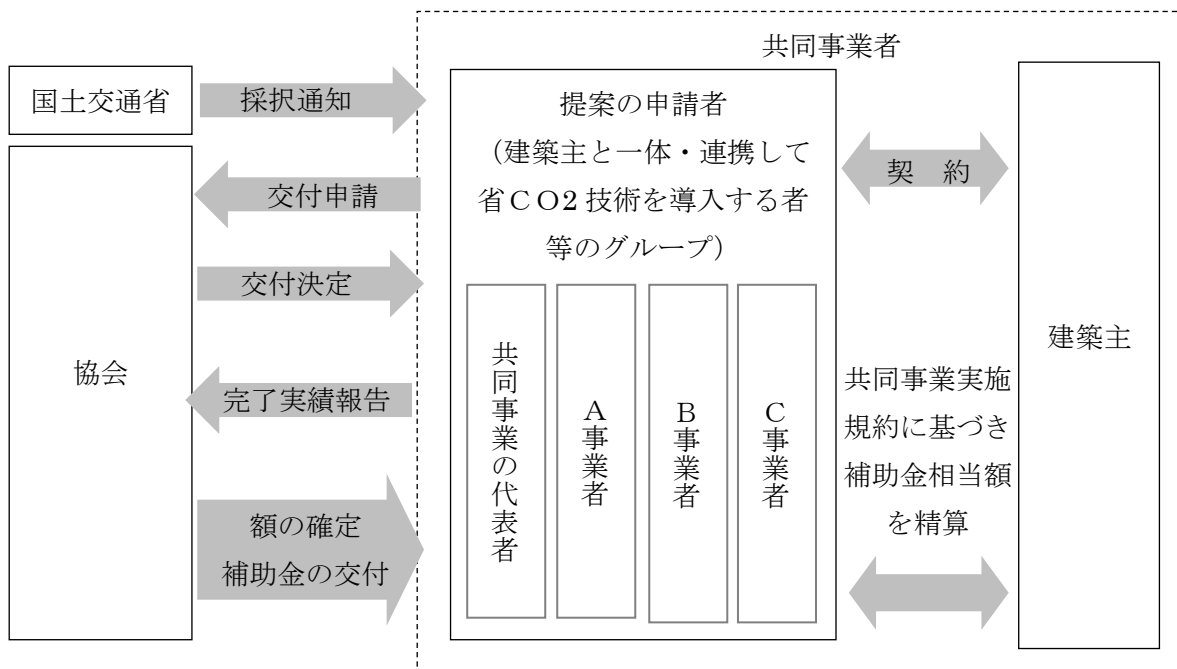 共同事業者
国土交通省
採択通知
協会
交付申請
交付決定
完了実績報告
額の確定
補助金の交付
提案の申請者
（建築主と一体・連携して
省ＣＯ2技術を導入する者
等のグループ）
共同事業の代表者
Ａ事業者
Ｂ事業者
Ｃ事業者
契　約
共同事業実施
規約に基づき
補助金相当額
を精算
建築主